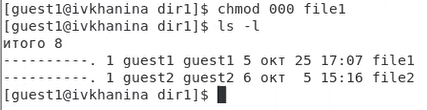 [guest1@ivkhanina dir1]$ chmod 000 file1
[guest1@ivkhanina dir1]$ ls -l
итого 8
----------. 1 guest1 guest1 5 окт 25 17:07 file1
----------. 1 guest2 guest2 6 окт  5 15:16 file2
[guest1@ivkhanina dir1]$